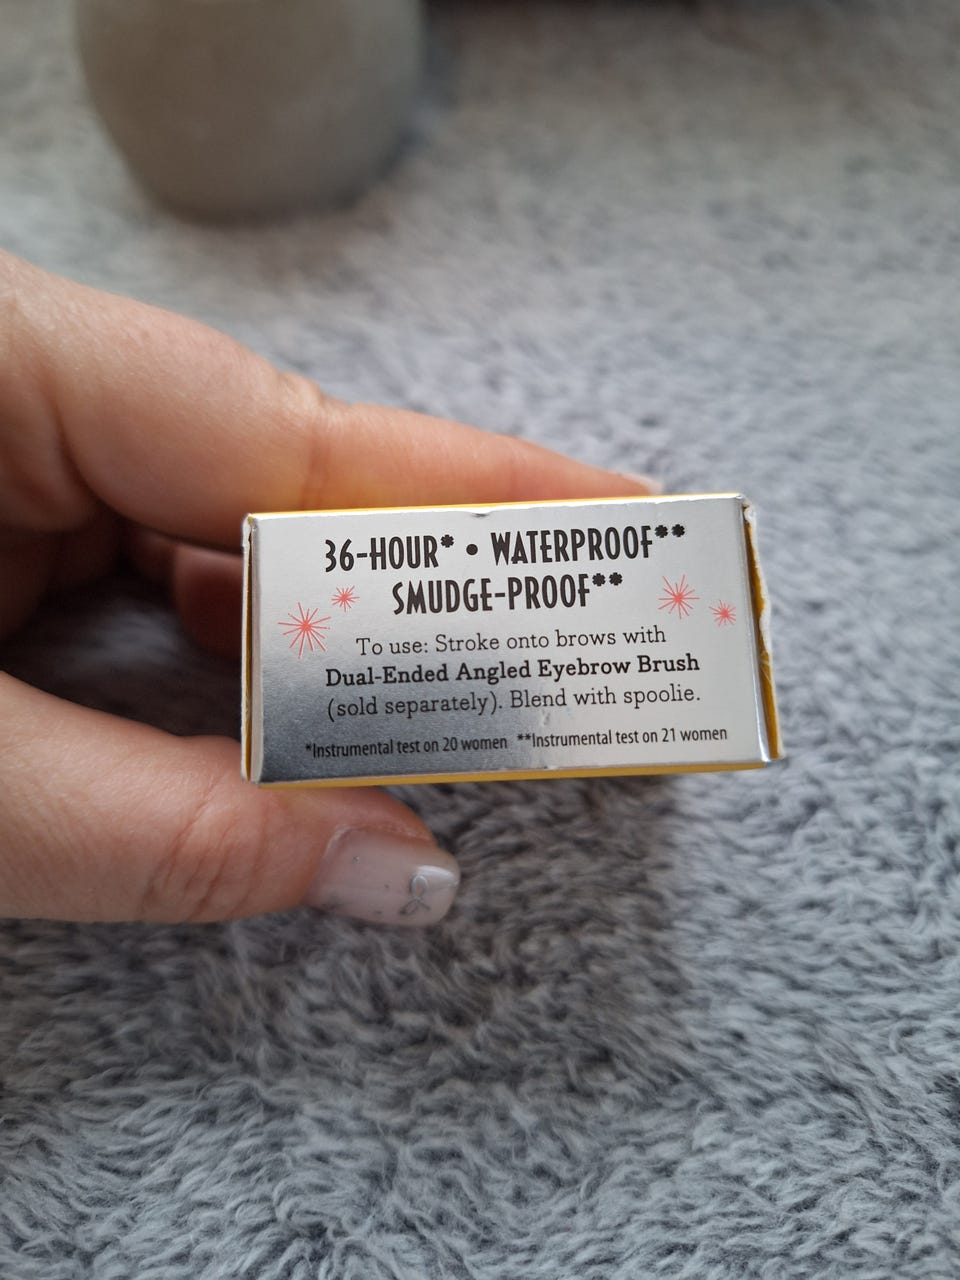 36-HOUR* • WATERPROOF**
SMUDGE-PROOF**
To use: Stroke onto brows with
Dual-Ended Angled Eyebrow Brush
(sold separately). Blend with spoolie.
*Instrumental test on 20 women **Instrumental test on 21 women